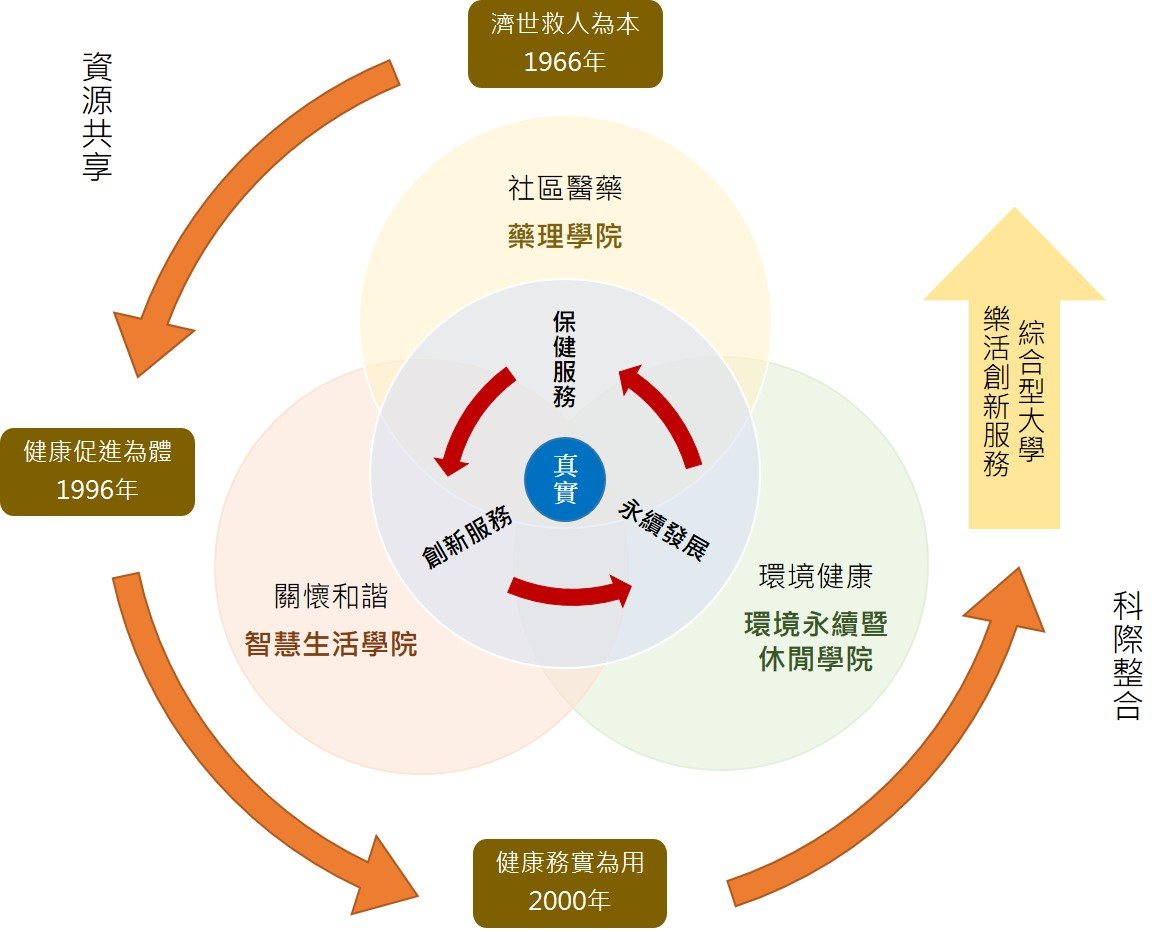 濟世救人為本
1966年
資源共享
社區醫藥
藥理學院
保健服務
綜合型大學
樂活創新服務
健康促進為體
1996年
真實
創新服務
永續發展
關懷和諧
智慧生活學院
環境健康
環境永續暨
休閒學院
科際整合
健康務實為用
2000年